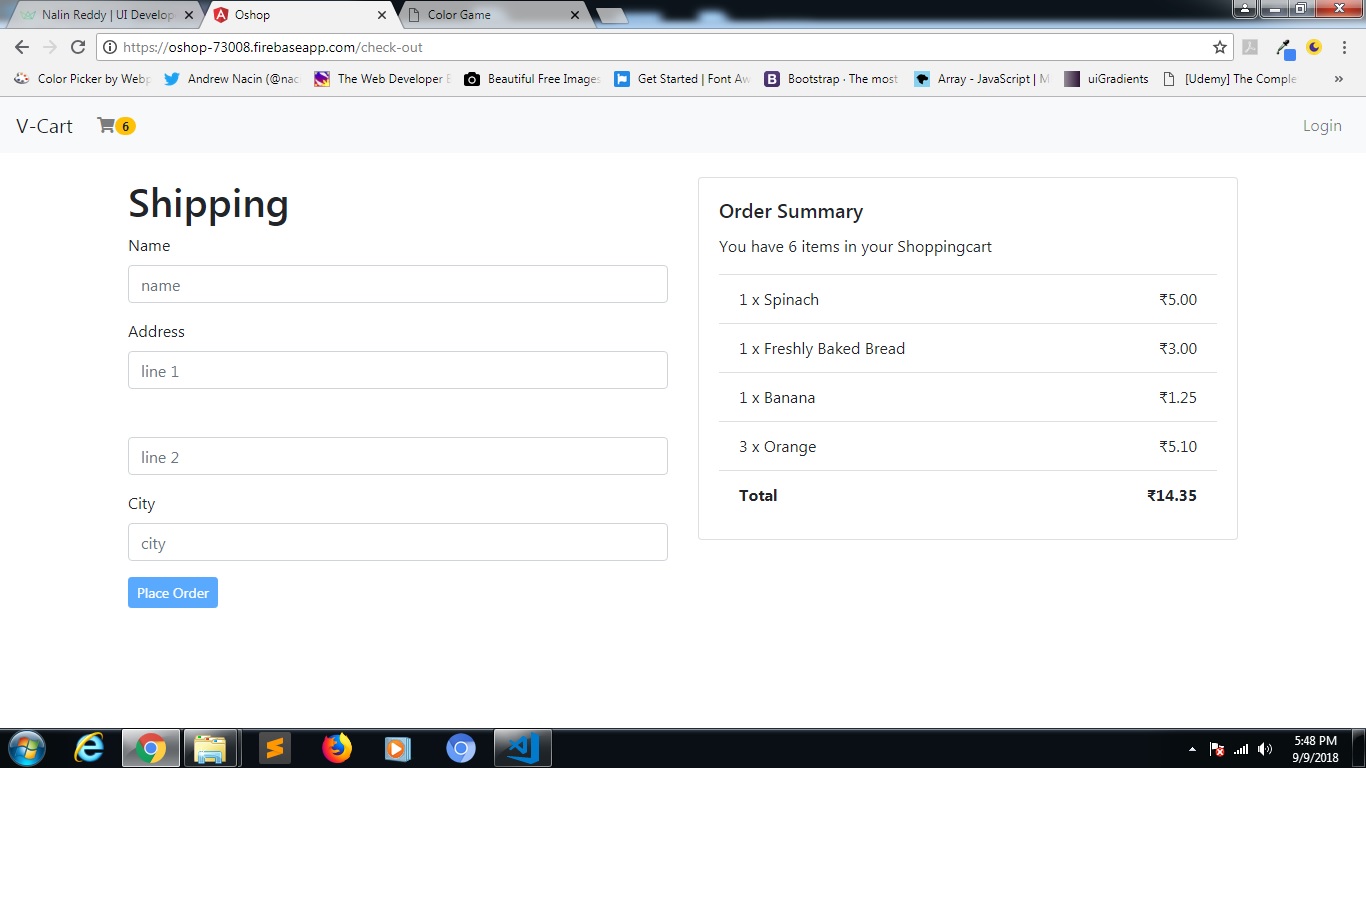 Nalin Reddy | UI Develop
Oshop
Color Game
https://oshop-73008.firebaseapp.com/check-out
Color Picker by Webp
Andrew Nacin (@nac
The Web Developer B
Beautiful Free Images
Get Started | Font Aw
Bootstrap · The most
Array - JavaScript | M
uiGradients
[Udemy] The Comple
V-Cart 6
Login
Shipping
Name
name
Address
line 1
line 2
City
city
Place Order
Order Summary
You have 6 items in your Shoppingcart
1 x Spinach ₹5.00
1 x Freshly Baked Bread ₹3.00
1 x Banana ₹1.25
3 x Orange ₹5.10
Total ₹14.35
5:48 PM
9/9/2018